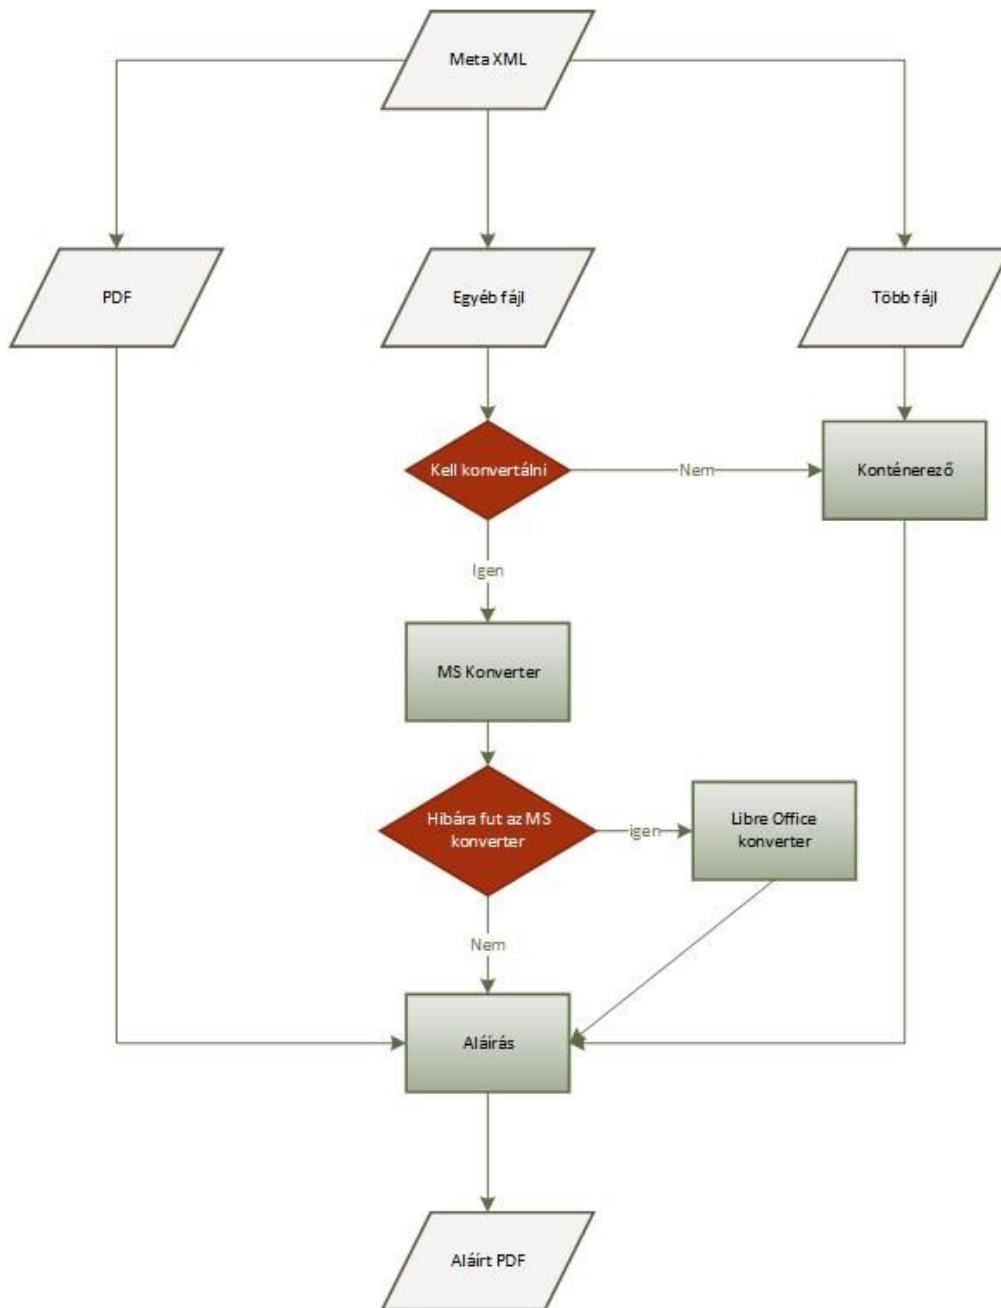 Meta XML
PDF
Egyéb fájl
Több fájl
Kell konvertálni
Nem
Konténerező
Igen
MS Konverter
Hibára fut az MS
konverter
igen
Libre Office
konverter
Nem
Aláírás
Aláírt PDF